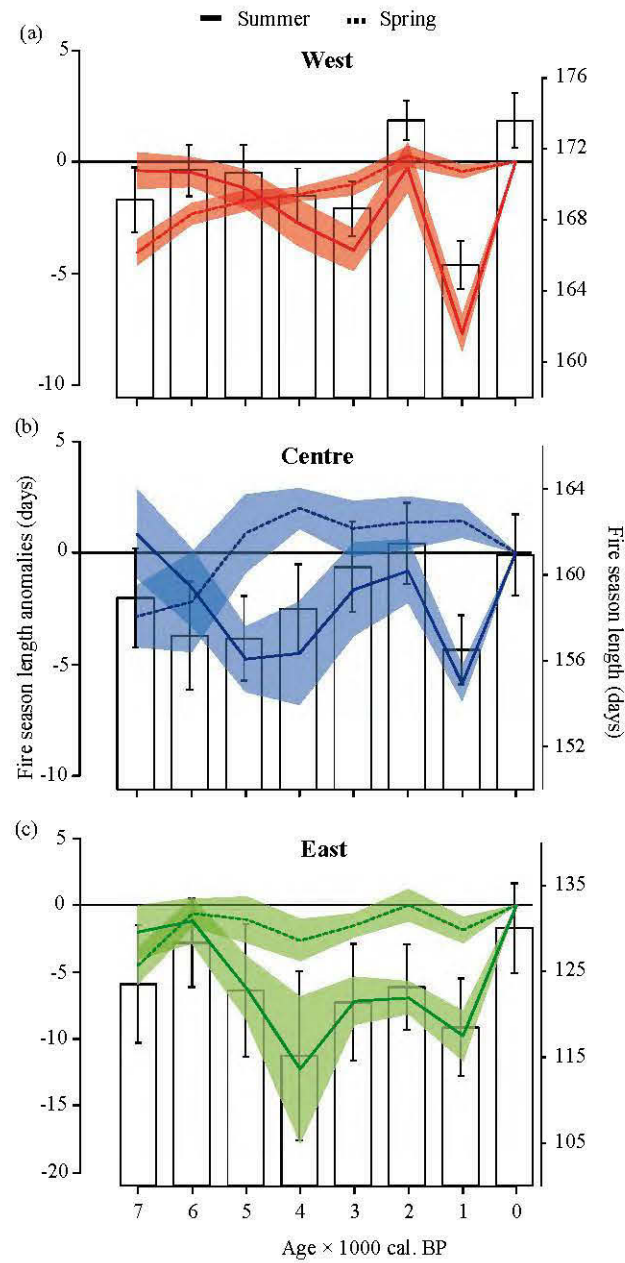 Summer Spring
(a)
West
5
0
-5
-10
176
172
168
164
160
(b)
Centre
5
0
-5
-10
164
160
156
152
Fire season length anomalies (days)
Fire season length (days)
(c)
East
5
0
-5
-10
-15
-20
135
125
115
105
7 6 5 4 3 2 1 0
Age × 1000 cal. BP